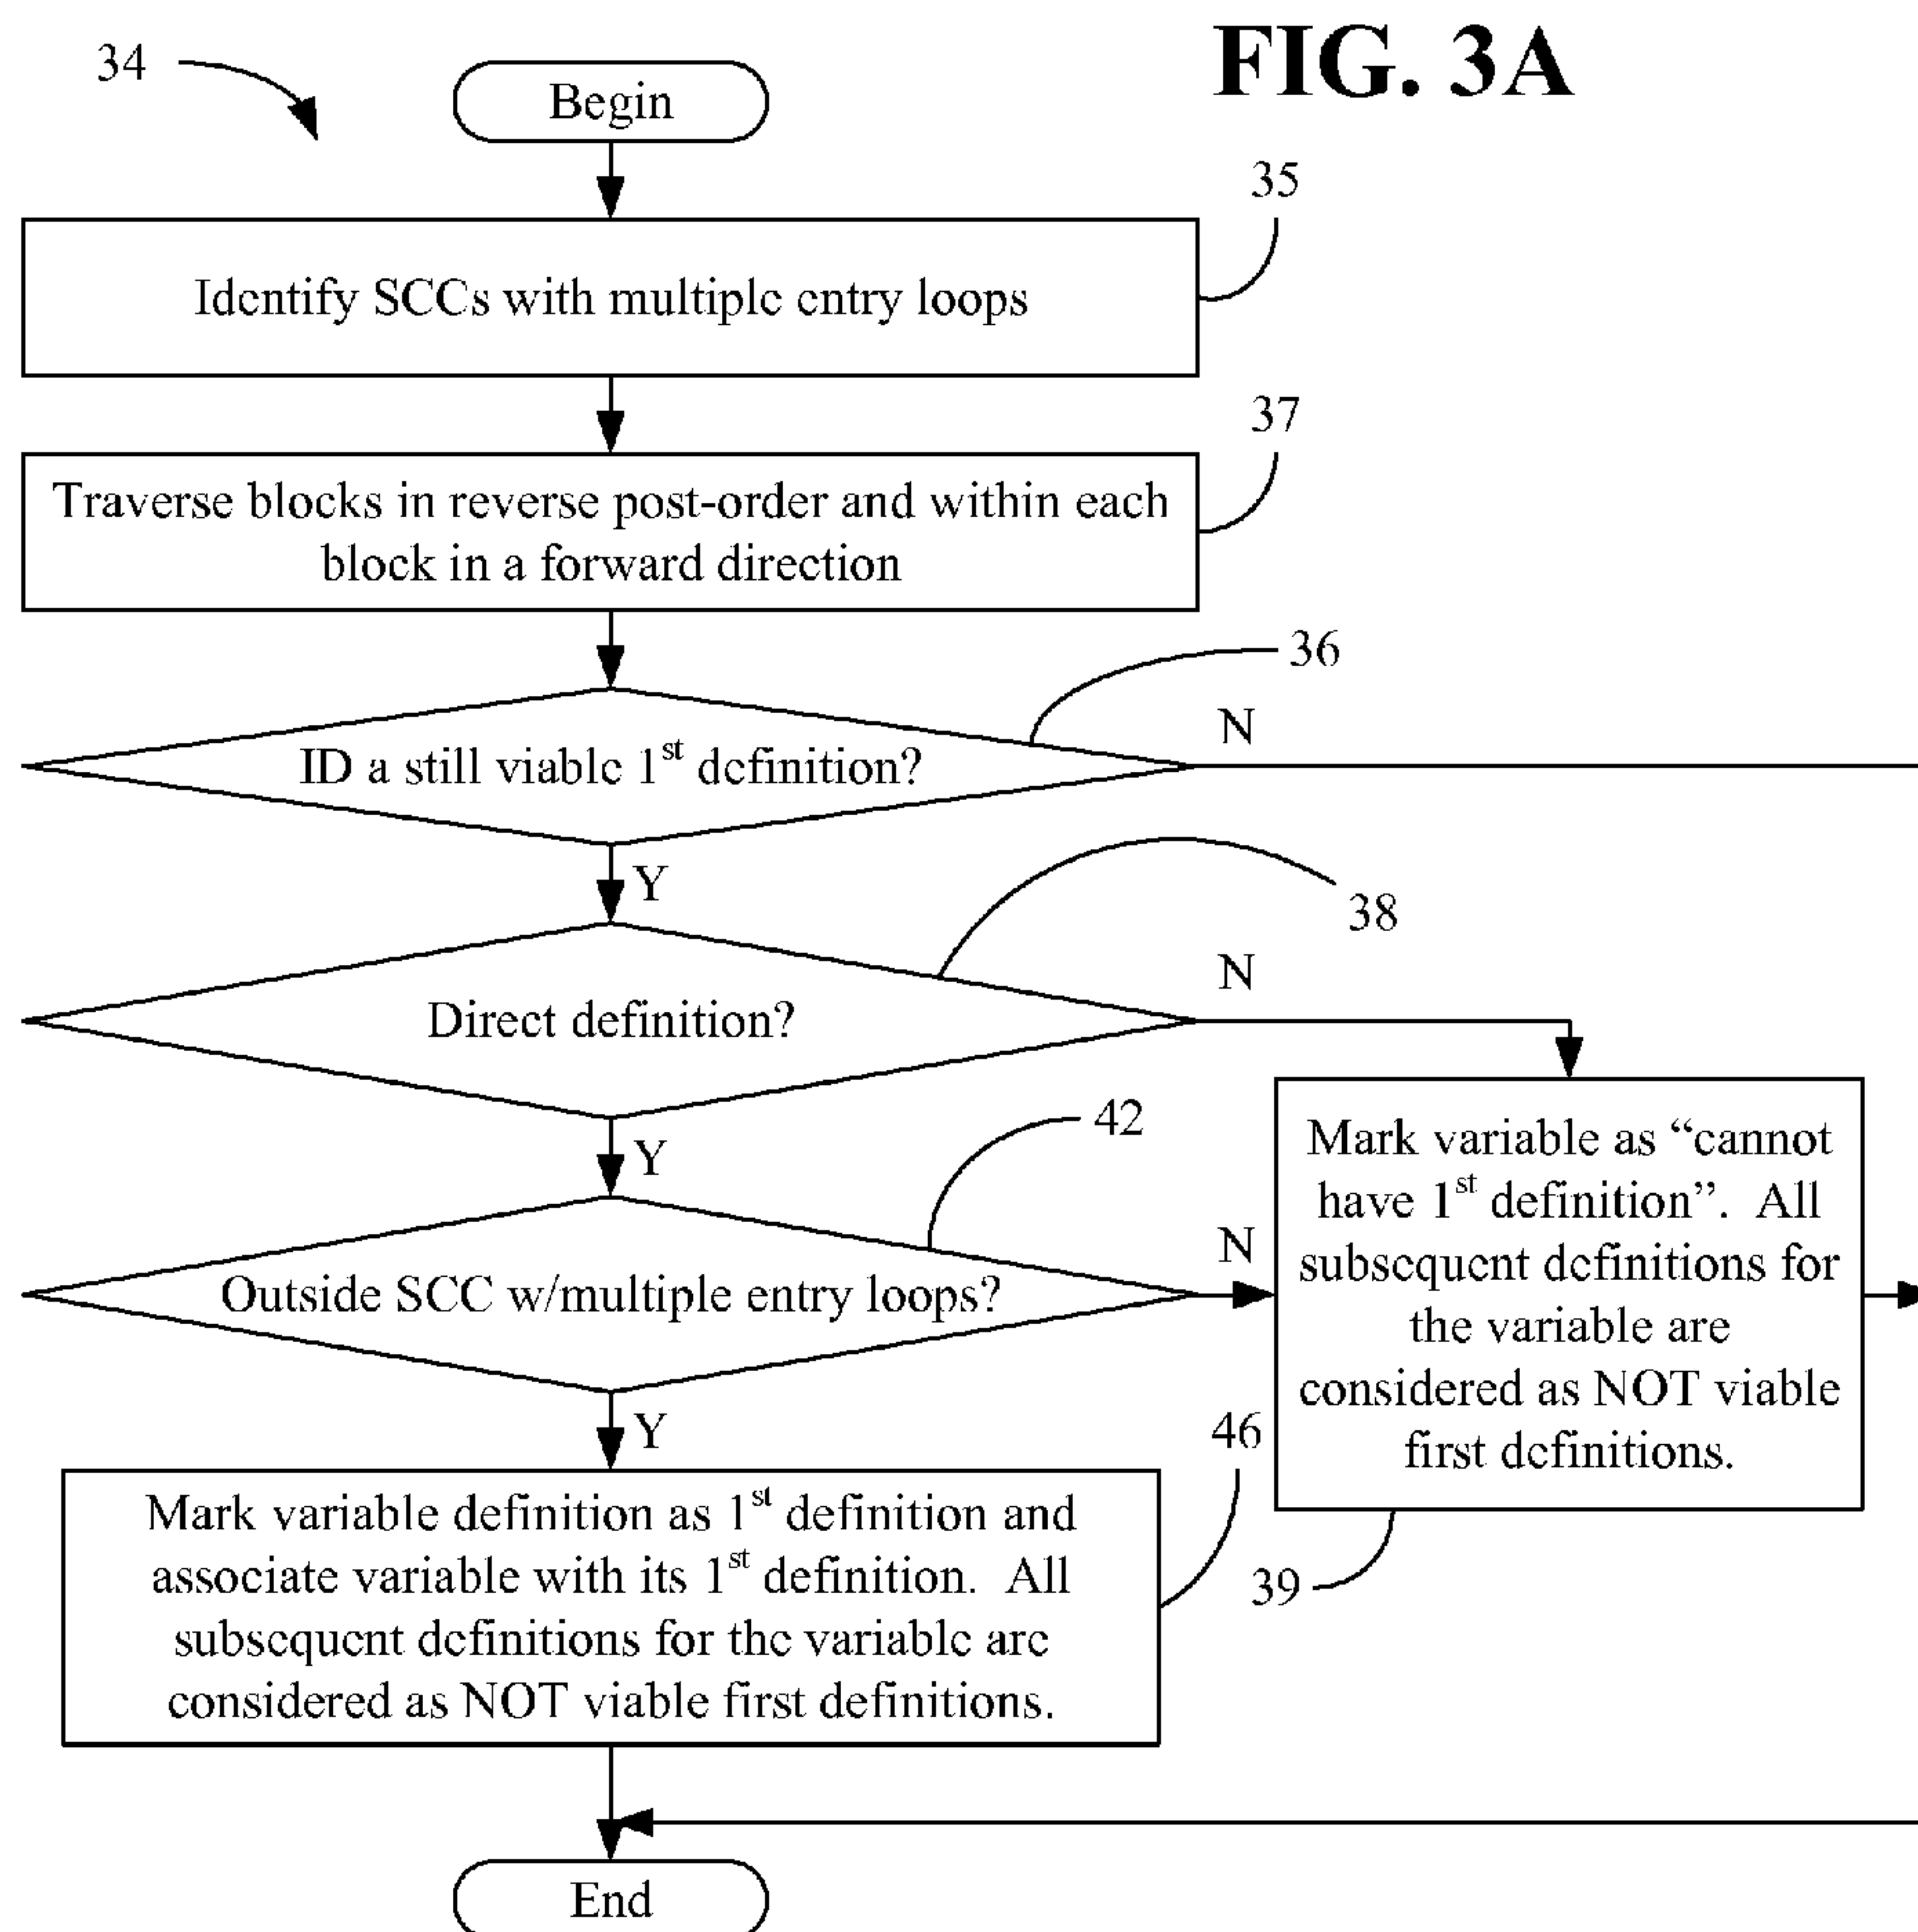 FIG. 3A
34
Begin
35
Identify SCCs with multiple entry loops
37
Traverse blocks in reverse post-order and within each
block in a forward direction
36
N
ID a still viable 1st definition?
Y
38
N
Direct definition?
Y
42
N
Outside SCC w/multiple entry loops?
Mark variable as “cannot
have 1st definition”. All
subsequent definitions for
the variable are
considered as NOT viable
first definitions.
39
Y
46
Mark variable definition as 1st definition and
associate variable with its 1st definition. All
subsequent definitions for the variable are
considered as NOT viable first definitions.
End